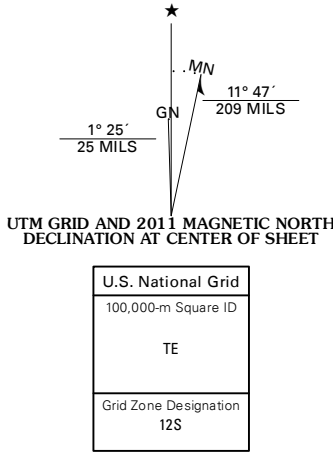 ★
MN
GN
11° 47´
209 MILS
1° 25´
25 MILS
UTM GRID AND 2011 MAGNETIC NORTH
DECLINATION AT CENTER OF SHEET
U.S. National Grid
100,000-m Square ID
TE
Grid Zone Designation
12S